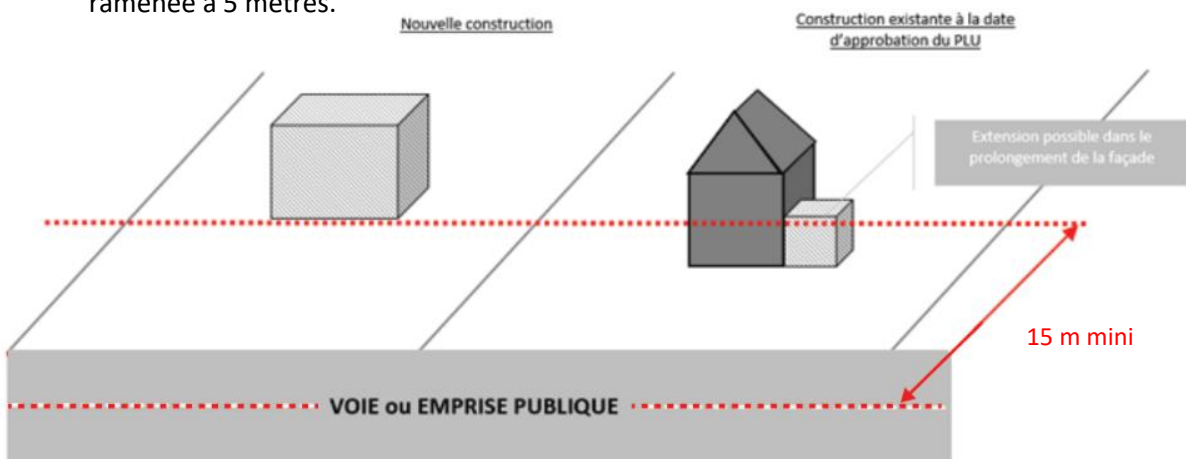 ramenée à 5 mètres.
Nouvelle construction
Construction existante à la date
d'approbation du PLU
Extension possible dans le
prolongement de la façade
15 m mini
VOIE ou EMPRISE PUBLIQUE